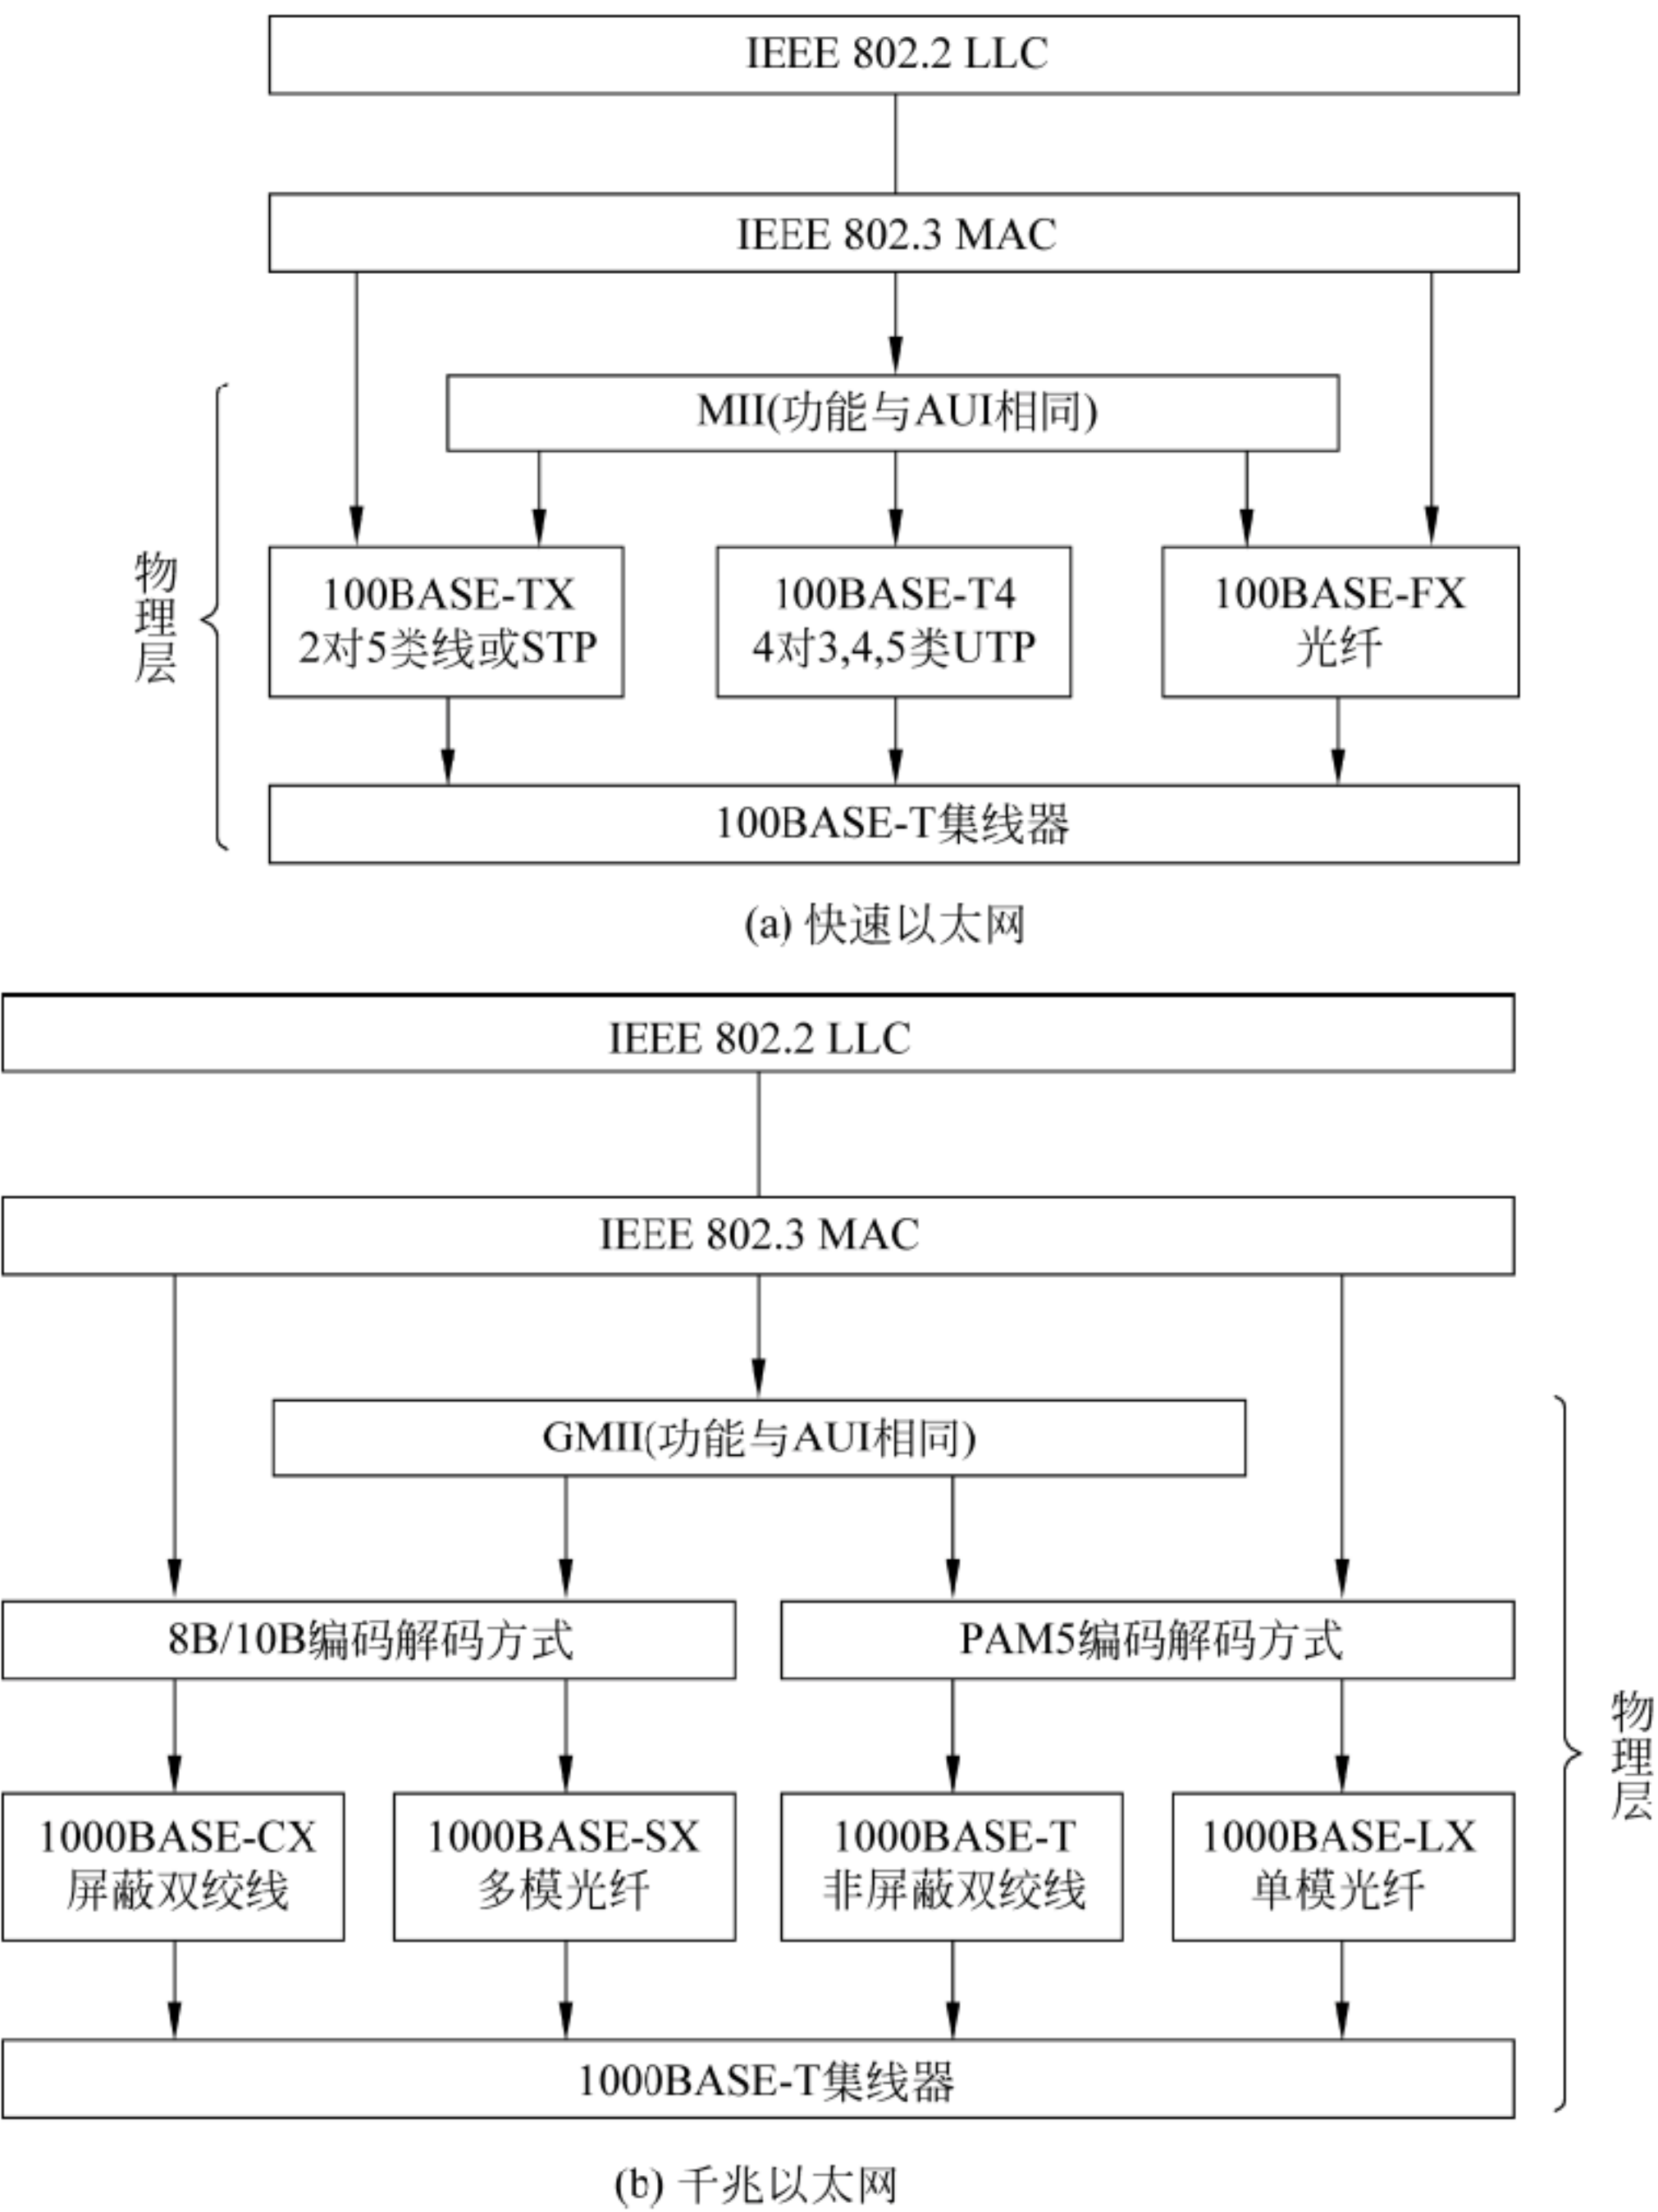 IEEE 802.2 LLC
IEEE 802.3 MAC
MII(功能与AUI相同)
物理层
100BASE-TX
2对5类线或STP
100BASE-T4
4对3,4,5类UTP
100BASE-FX
光纤
100BASE-T集线器
(a) 快速以太网
IEEE 802.2 LLC
IEEE 802.3 MAC
GMII(功能与AUI相同)
8B/10B编码解码方式
PAM5编码解码方式
物理层
1000BASE-CX
屏蔽双绞线
1000BASE-SX
多模光纤
1000BASE-T
非屏蔽双绞线
1000BASE-LX
单模光纤
1000BASE-T集线器
(b) 千兆以太网